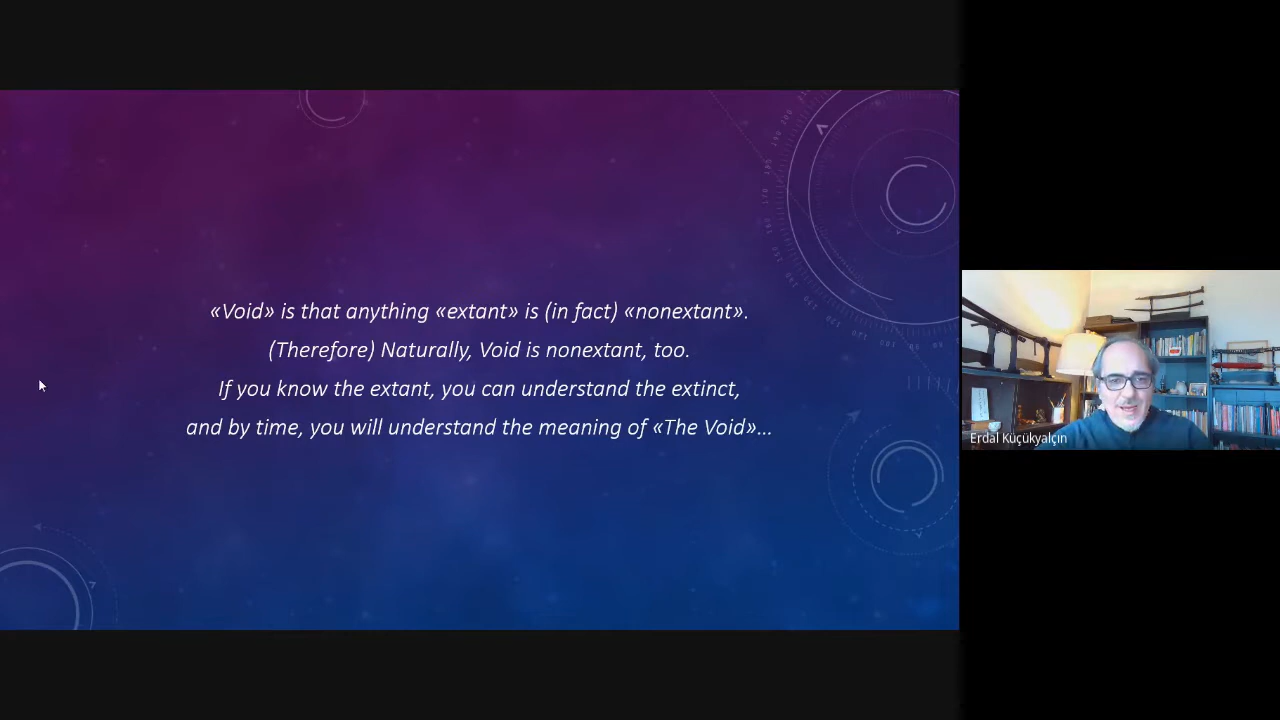 «Void» is that anything «extant» is (in fact) «nonextant».
(Therefore) Naturally, Void is nonextant, too.
If you know the extant, you can understand the extinct,
and by time, you will understand the meaning of «The Void»...
Erdal Küçükyalçın